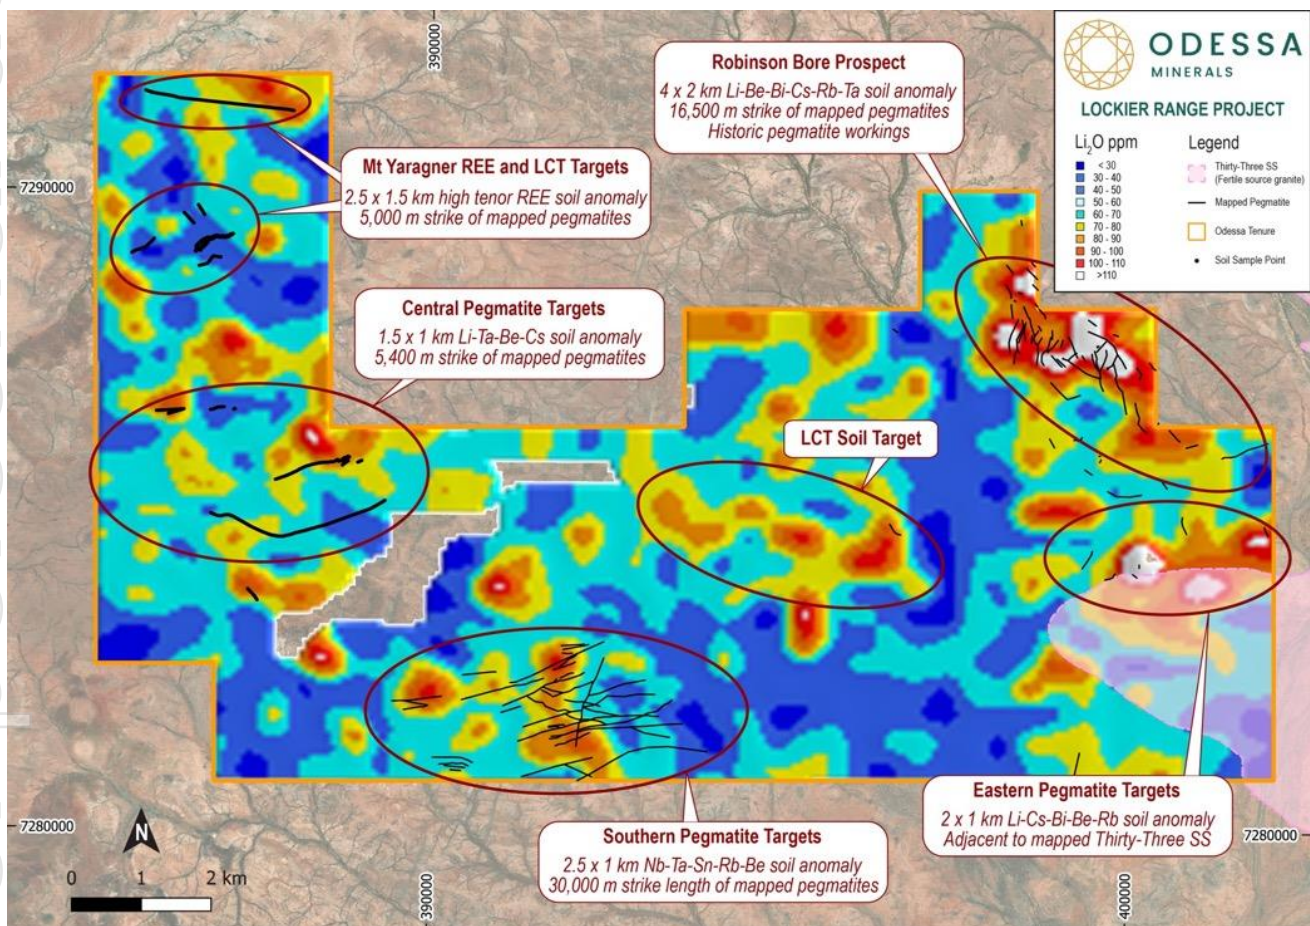 390000
ODESSA
MINERALS
LOCKIER RANGE PROJECT
Li2O ppm
< 30
30 - 40
40 - 50
50 - 60
60 - 70
70 - 80
80 - 90
90 - 100
100 - 110
>110
Legend
Thirty-Three SS
(Fertile source granite)
Mapped Pegmatite
Odessa Tenure
Soil Sample Point
Robinson Bore Prospect
4 x 2 km Li-Be-Bi-Cs-Rb-Ta soil anomaly
16,500 m strike of mapped pegmatites
Historic pegmatite workings
7290000
Mt Yaragner REE and LCT Targets
2.5 x 1.5 km high tenor REE soil anomaly
5,000 m strike of mapped pegmatites
Central Pegmatite Targets
1.5 x 1 km Li-Ta-Be-Cs soil anomaly
5,400 m strike of mapped pegmatites
LCT Soil Target
Eastern Pegmatite Targets
2 x 1 km Li-Cs-Bi-Be-Rb soil anomaly
Adjacent to mapped Thirty-Three SS
Southern Pegmatite Targets
2.5 x 1 km Nb-Ta-Sn-Rb-Be soil anomaly
30,000 m strike length of mapped pegmatites
7280000
7280000
N
0 1 2 km
390000
400000